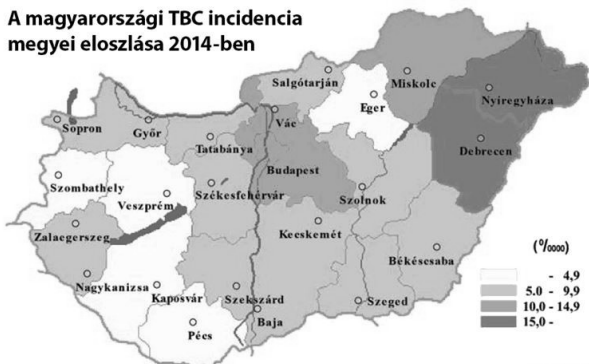 A magyarországi TBC incidencia
megyei eloszlása 2014-ben
Salgótarján
Miskolc
Nyíregyháza
Eger
Sopron
Győr
Vác
Tatabánya
Debrecen
Budapest
Szombathely
Veszprém
Székesfehérvár
Szolnok
Zalaegerszeg
Kecskemét
Békéscsaba
Nagykanizsa
Kaposvár
Szekszárd
Szeged
Baja
Pécs
(%0000)
- 4,9
5.0 - 9,9
10,0 - 14,9
15,0 -